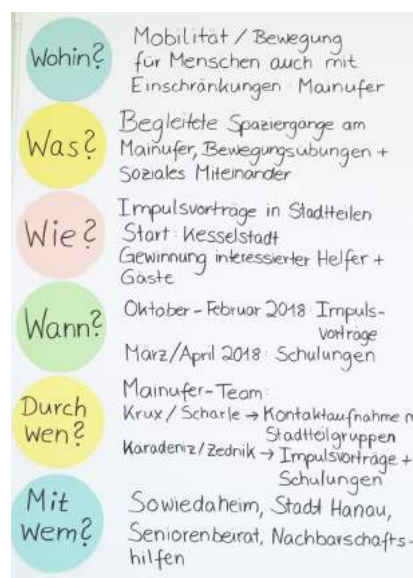 Wohin?
Mobilität / Bewegung
für Menschen auch mit
Einschränkungen: Mainufer
Was?
Begleitete Spaziergänge am
Mainufer, Bewegungsübungen +
Soziales Miteinander
Wie?
Impulsvorträge in Stadtteilen
Start: Kesselstadt
Gewinnung interessierter Helfer +
Gäste
Wann?
Oktober - Februar 2018: Impuls-
vorträge
März/April 2018: Schulungen
Durch
wen?
Mainufer-Team:
Krux / Scharle → Kontaktaufnahme m
Stadtteilgruppen
Karadeniz / Zednik → Impulsvorträge +
Schulungen
Mit
wem?
Sowiedaheim, Stadt Hanau,
Seniorenbeirat, Nachbarschafts-
hilfen